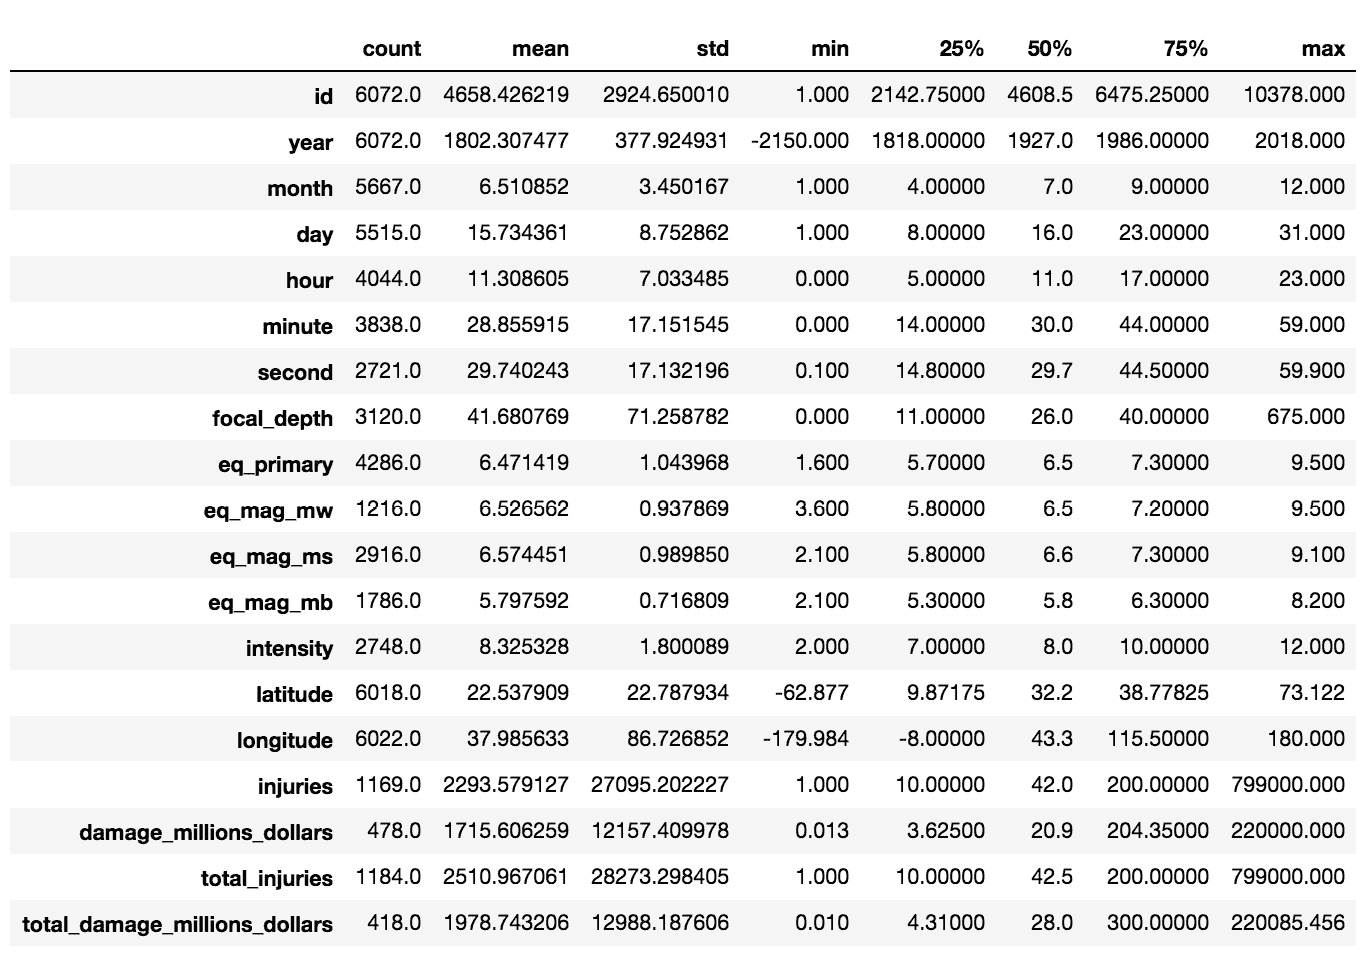 count mean std min 25% 50% 75% max
id 6072.0 4658.426219 2924.650010 1.000 2142.75000 4608.5 6475.25000 10378.000
year 6072.0 1802.307477 377.924931 -2150.000 1818.00000 1927.0 1986.00000 2018.000
month 5667.0 6.510852 3.450167 1.000 4.00000 7.0 9.00000 12.000
day 5515.0 15.734361 8.752862 1.000 8.00000 16.0 23.00000 31.000
hour 4044.0 11.308605 7.033485 0.000 5.00000 11.0 17.00000 23.000
minute 3838.0 28.855915 17.151545 0.000 14.00000 30.0 44.00000 59.000
second 2721.0 29.740243 17.132196 0.100 14.80000 29.7 44.50000 59.900
focal_depth 3120.0 41.680769 71.258782 0.000 11.00000 26.0 40.00000 675.000
eq_primary 4286.0 6.471419 1.043968 1.600 5.70000 6.5 7.30000 9.500
eq_mag_mw 1216.0 6.526562 0.937869 3.600 5.80000 6.5 7.20000 9.500
eq_mag_ms 2916.0 6.574451 0.989850 2.100 5.80000 6.6 7.30000 9.100
eq_mag_mb 1786.0 5.797592 0.716809 2.100 5.30000 5.8 6.30000 8.200
intensity 2748.0 8.325328 1.800089 2.000 7.00000 8.0 10.00000 12.000
latitude 6018.0 22.537909 22.787934 -62.877 9.87175 32.2 38.77825 73.122
longitude 6022.0 37.985633 86.726852 -179.984 -8.00000 43.3 115.50000 180.000
injuries 1169.0 2293.579127 27095.202227 1.000 10.00000 42.0 200.00000 799000.000
damage_millions_dollars 478.0 1715.606259 12157.409978 0.013 3.62500 20.9 204.35000 220000.000
total_injuries 1184.0 2510.967061 28273.298405 1.000 10.00000 42.5 200.00000 799000.000
total_damage_millions_dollars 418.0 1978.743206 12988.187606 0.010 4.31000 28.0 300.00000 220085.456